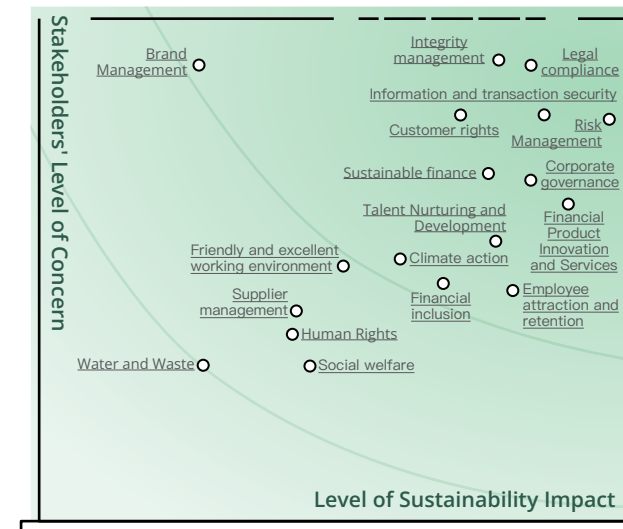 Stakeholders' Level of Concern
Brand
Management
Integrity
management
Legal
compliance
Information and transaction security
Customer rights
Risk
Management
Sustainable finance
Corporate
governance
Talent Nurturing and
Development
Financial
Product
Innovation
and Services
Friendly and excellent
working environment
Climate action
Financial
inclusion
Employee
attraction and
retention
Supplier
management
Human Rights
Water and Waste
Social welfare
Level of Sustainability Impact